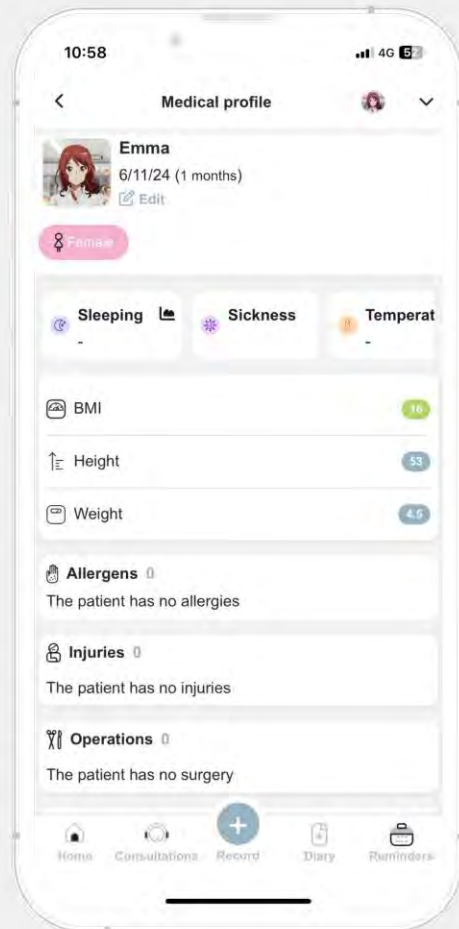 10:58 4G 52
Medical profile
Emma
6/11/24 (1 months)
Edit
Female
Sleeping Sickness Temperat
- -
BMI 16
Height 53
Weight 4.5
Allergens 0
The patient has no allergies
Injuries 0
The patient has no injuries
Operations 0
The patient has no surgery
Home Consultations Record Diary Reminders